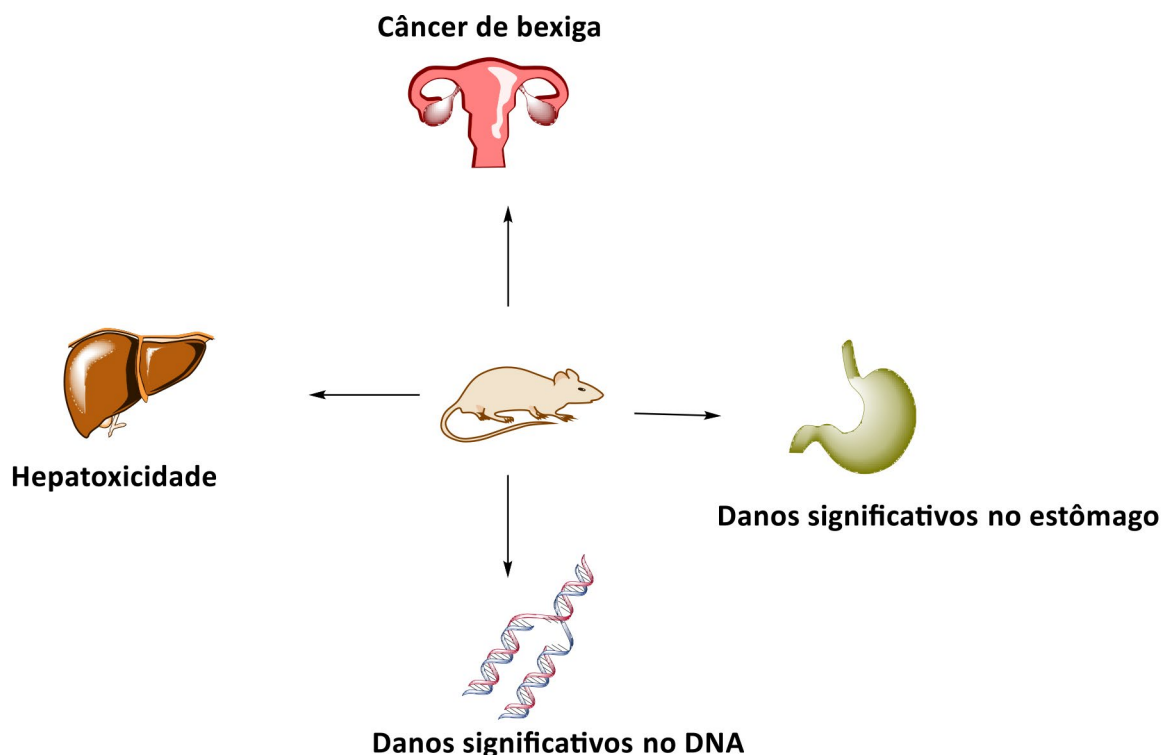 Câncer de bexiga
Hepatoxicidade
Danos significativos no estômago
Danos significativos no DNA